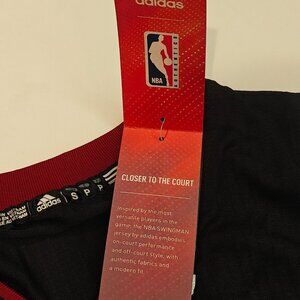 adidas
NBA
AUTHENTICS
CLOSER TO THE COURT
Inspired by the most
versatile players in the
game, the NBA SWINGMAN
jersey by adidas embodies
on-court performance
and off-court style, with
authentic fabrics and
a modern fit.
adidas
S P P